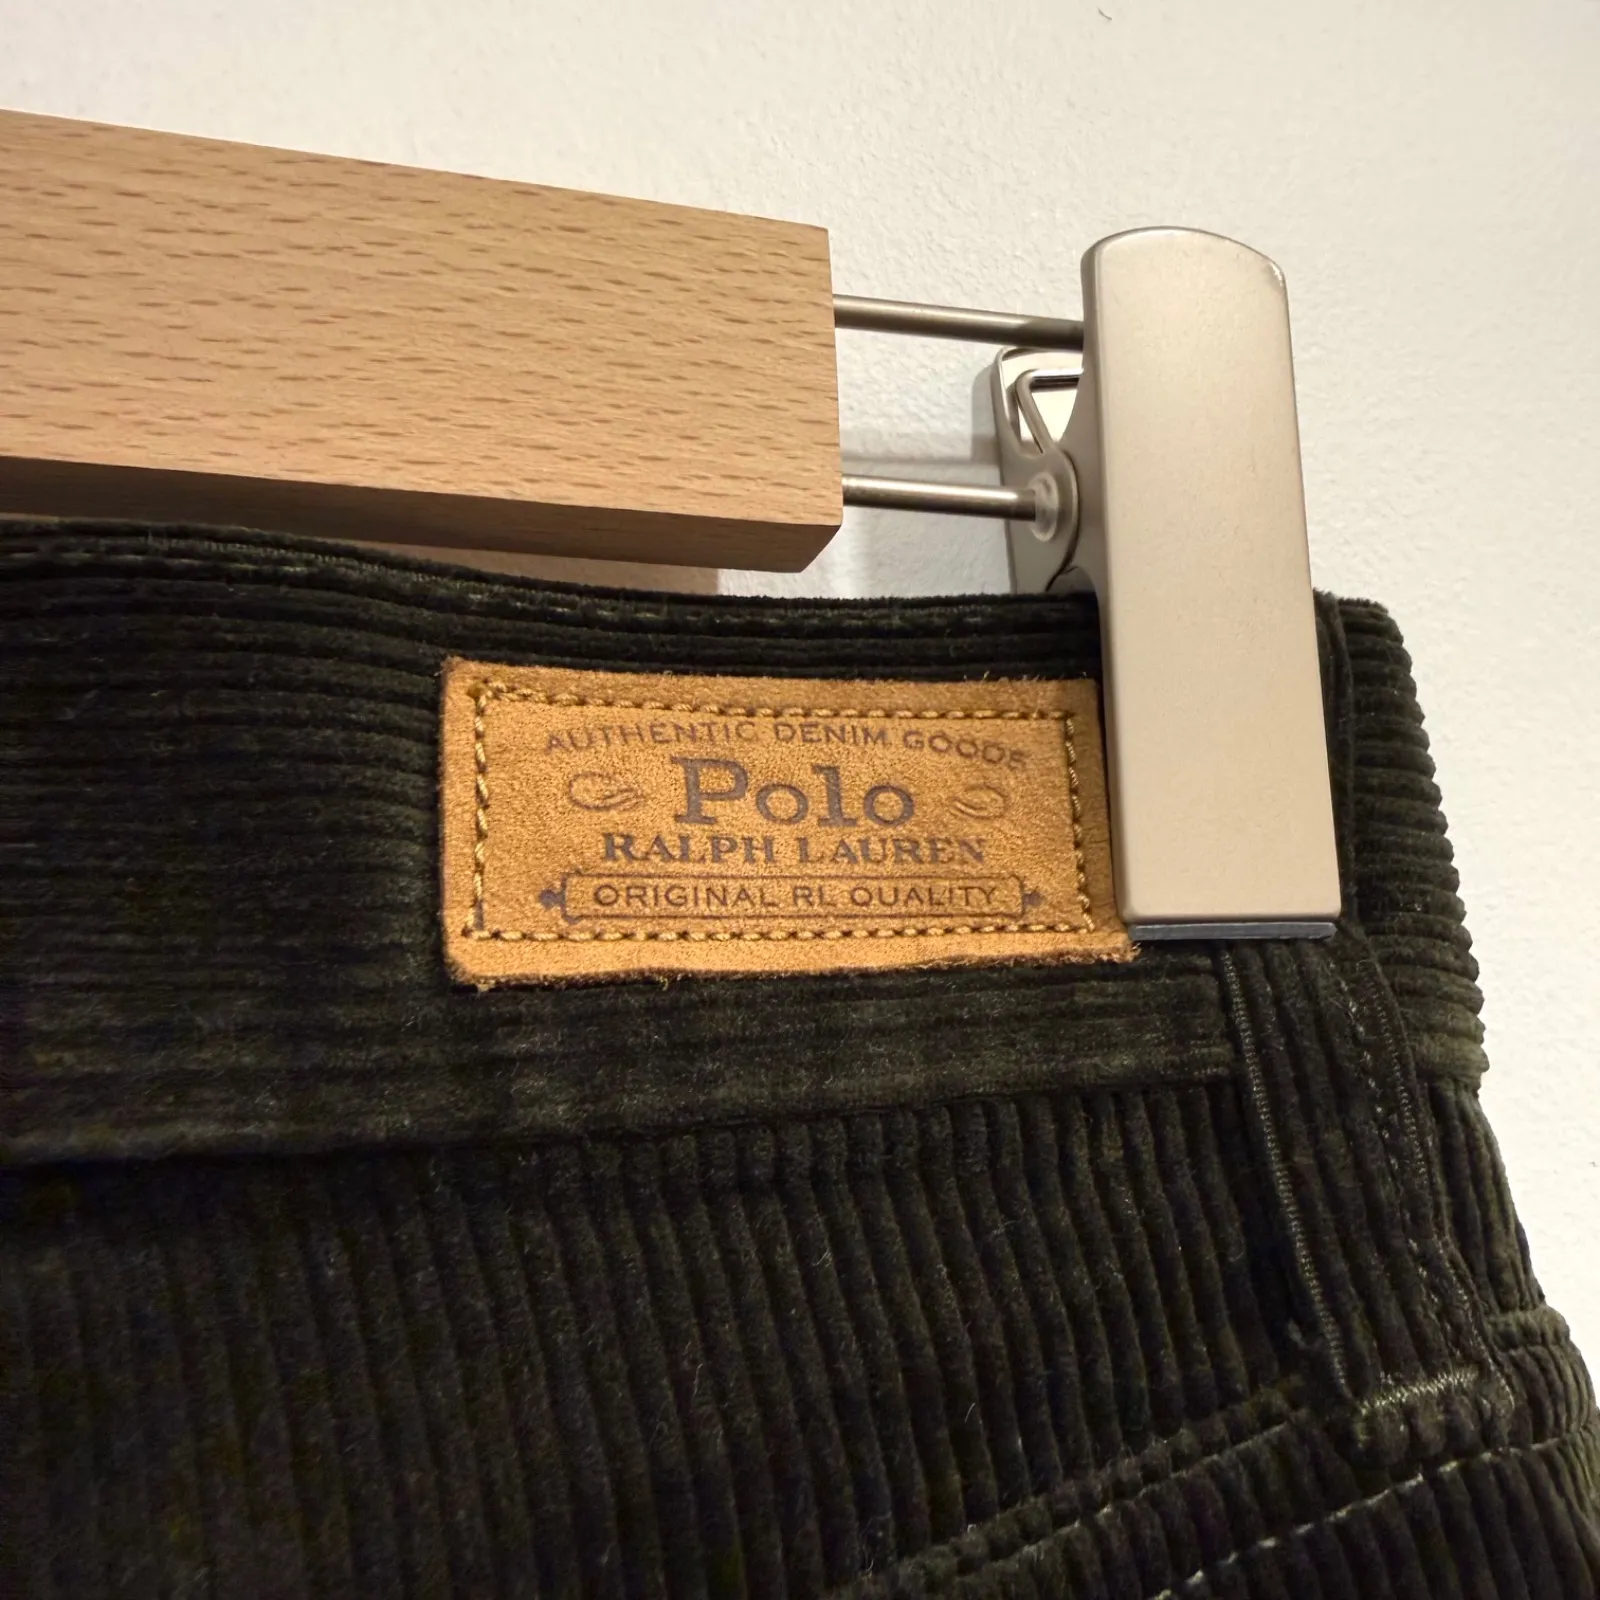 AUTHENTIC DENIM GOODS
Polo
RALPH LAUREN
ORIGINAL RL QUALITY